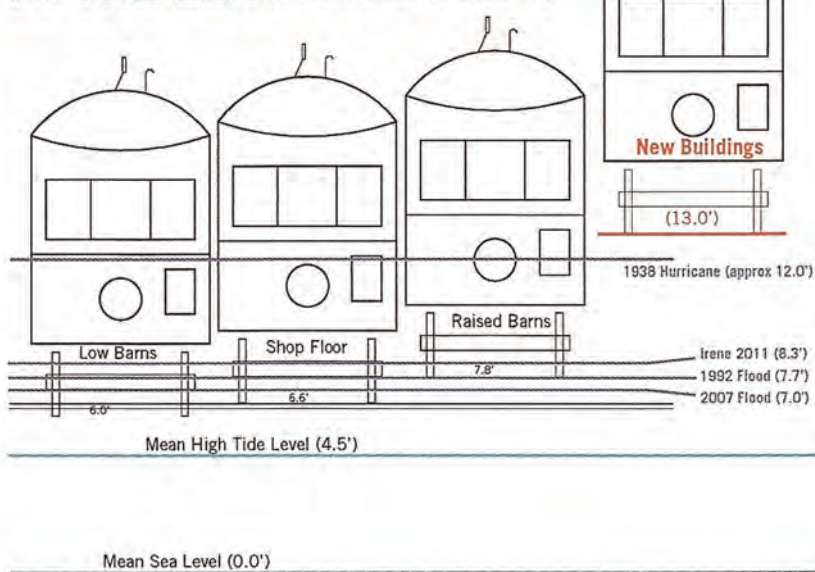 New Buildings
(13.0')
1938 Hurricane (approx 12.0')
Raised Barns
Low Barns
Shop Floor
Irene 2011 (8.3')
7.8'
1992 Flood (7.7')
2007 Flood (7.0')
6.0'
6.6'
Mean High Tide Level (4.5')
Mean Sea Level (0.0')